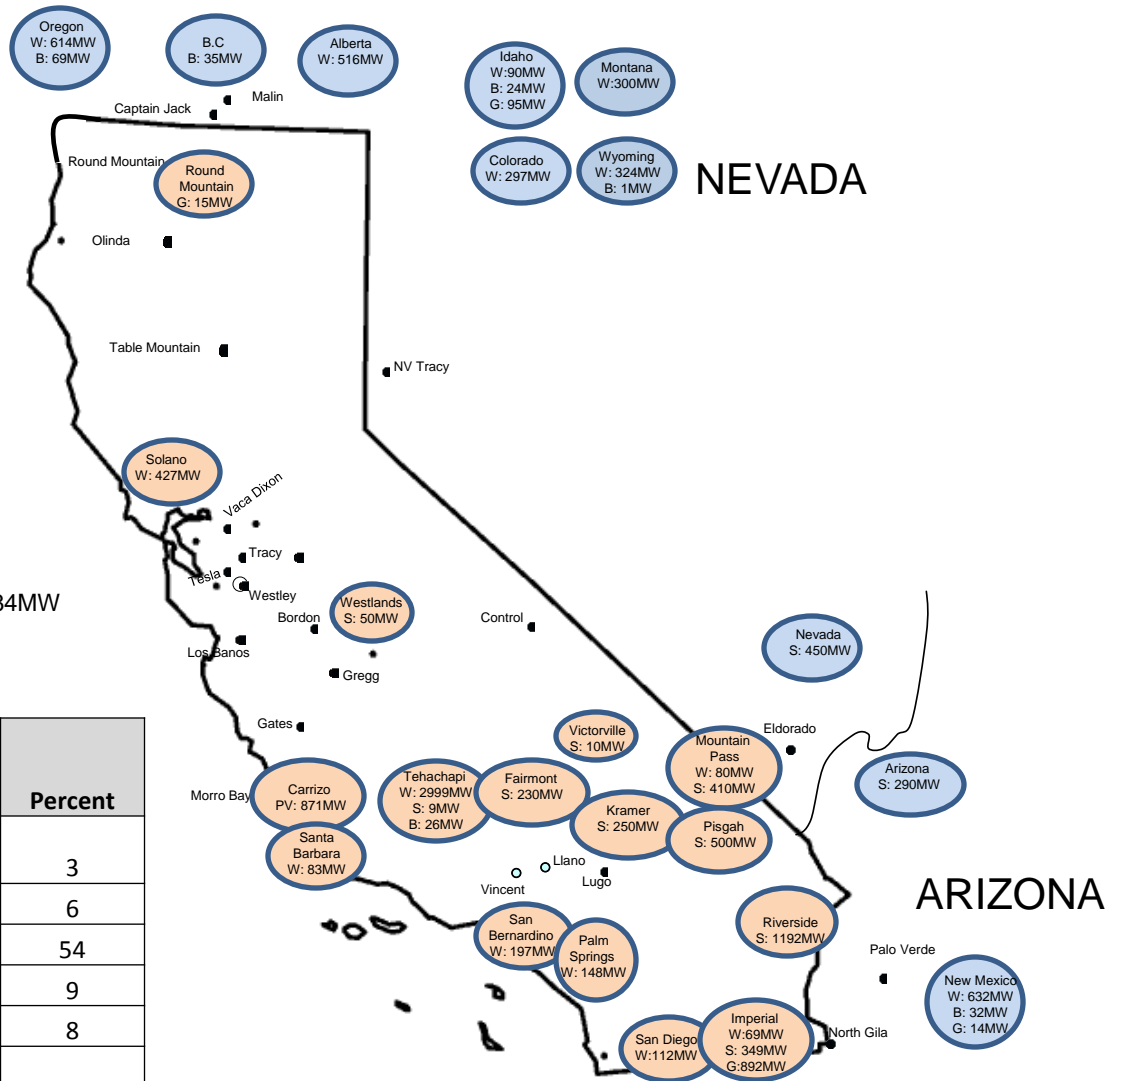 Oregon
W: 614MW
B: 69MW
B.C
B: 35MW
Alberta
W: 516MW
Idaho
W:90MW
B: 24MW
G: 95MW
Montana
W:300MW
Captain Jack
Malin
Colorado
W: 297MW
Wyoming
W: 324MW
B: 1MW
NEVADA
Round Mountain
Round
Mountain
G: 15MW
Olinda
Table Mountain
NV Tracy
Solano
W: 427MW
Vaca Dixon
Tracy
Tesla
Westley
34MW
Westlands
S: 50MW
Bordon
Control
Los Banos
Gregg
Nevada
S: 450MW
Gates
Victorville
S: 10MW
Mountain
Pass
W: 80MW
S: 410MW
Eldorado
Arizona
S: 290MW
Percent
3
6
54
9
8
Morro Bay
Carrizo
PV: 871MW
Tehachapi
W: 2999MW
S: 9MW
B: 26MW
Fairmont
S: 230MW
Kramer
S: 250MW
Pisgah
S: 500MW
Santa
Barbara
W: 83MW
Llano
Vincent
Lugo
ARIZONA
San
Bernardino
W: 197MW
Palm
Springs
W: 148MW
Riverside
S: 1192MW
Palo Verde
New Mexico
W: 632MW
B: 32MW
G: 14MW
San Diego
W:112MW
Imperial
W:69MW
S: 349MW
G:892MW
North Gila